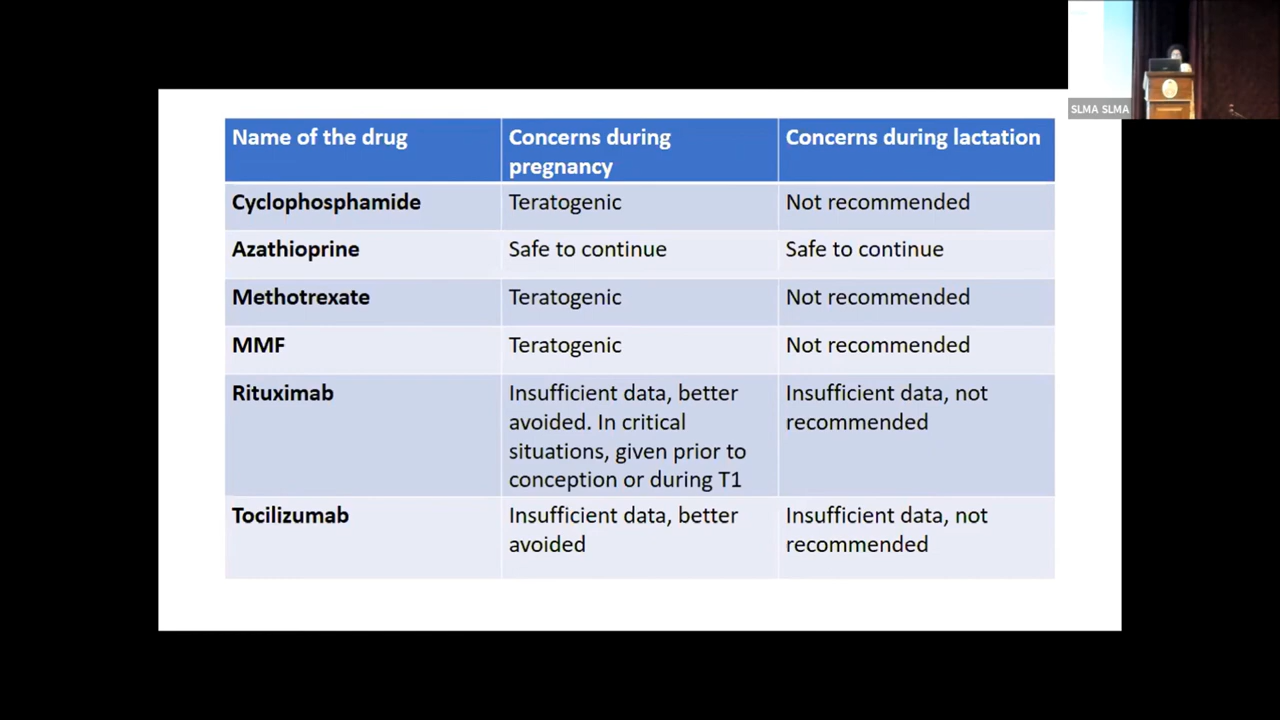 SLMA SLMA
Name of the drug
Concerns during pregnancy
Concerns during lactation
Cyclophosphamide
Teratogenic
Not recommended
Azathioprine
Safe to continue
Safe to continue
Methotrexate
Teratogenic
Not recommended
MMF
Teratogenic
Not recommended
Rituximab
Insufficient data, better
avoided. In critical
situations, given prior to
conception or during T1
Insufficient data, not
recommended
Tocilizumab
Insufficient data, better
avoided
Insufficient data, not
recommended